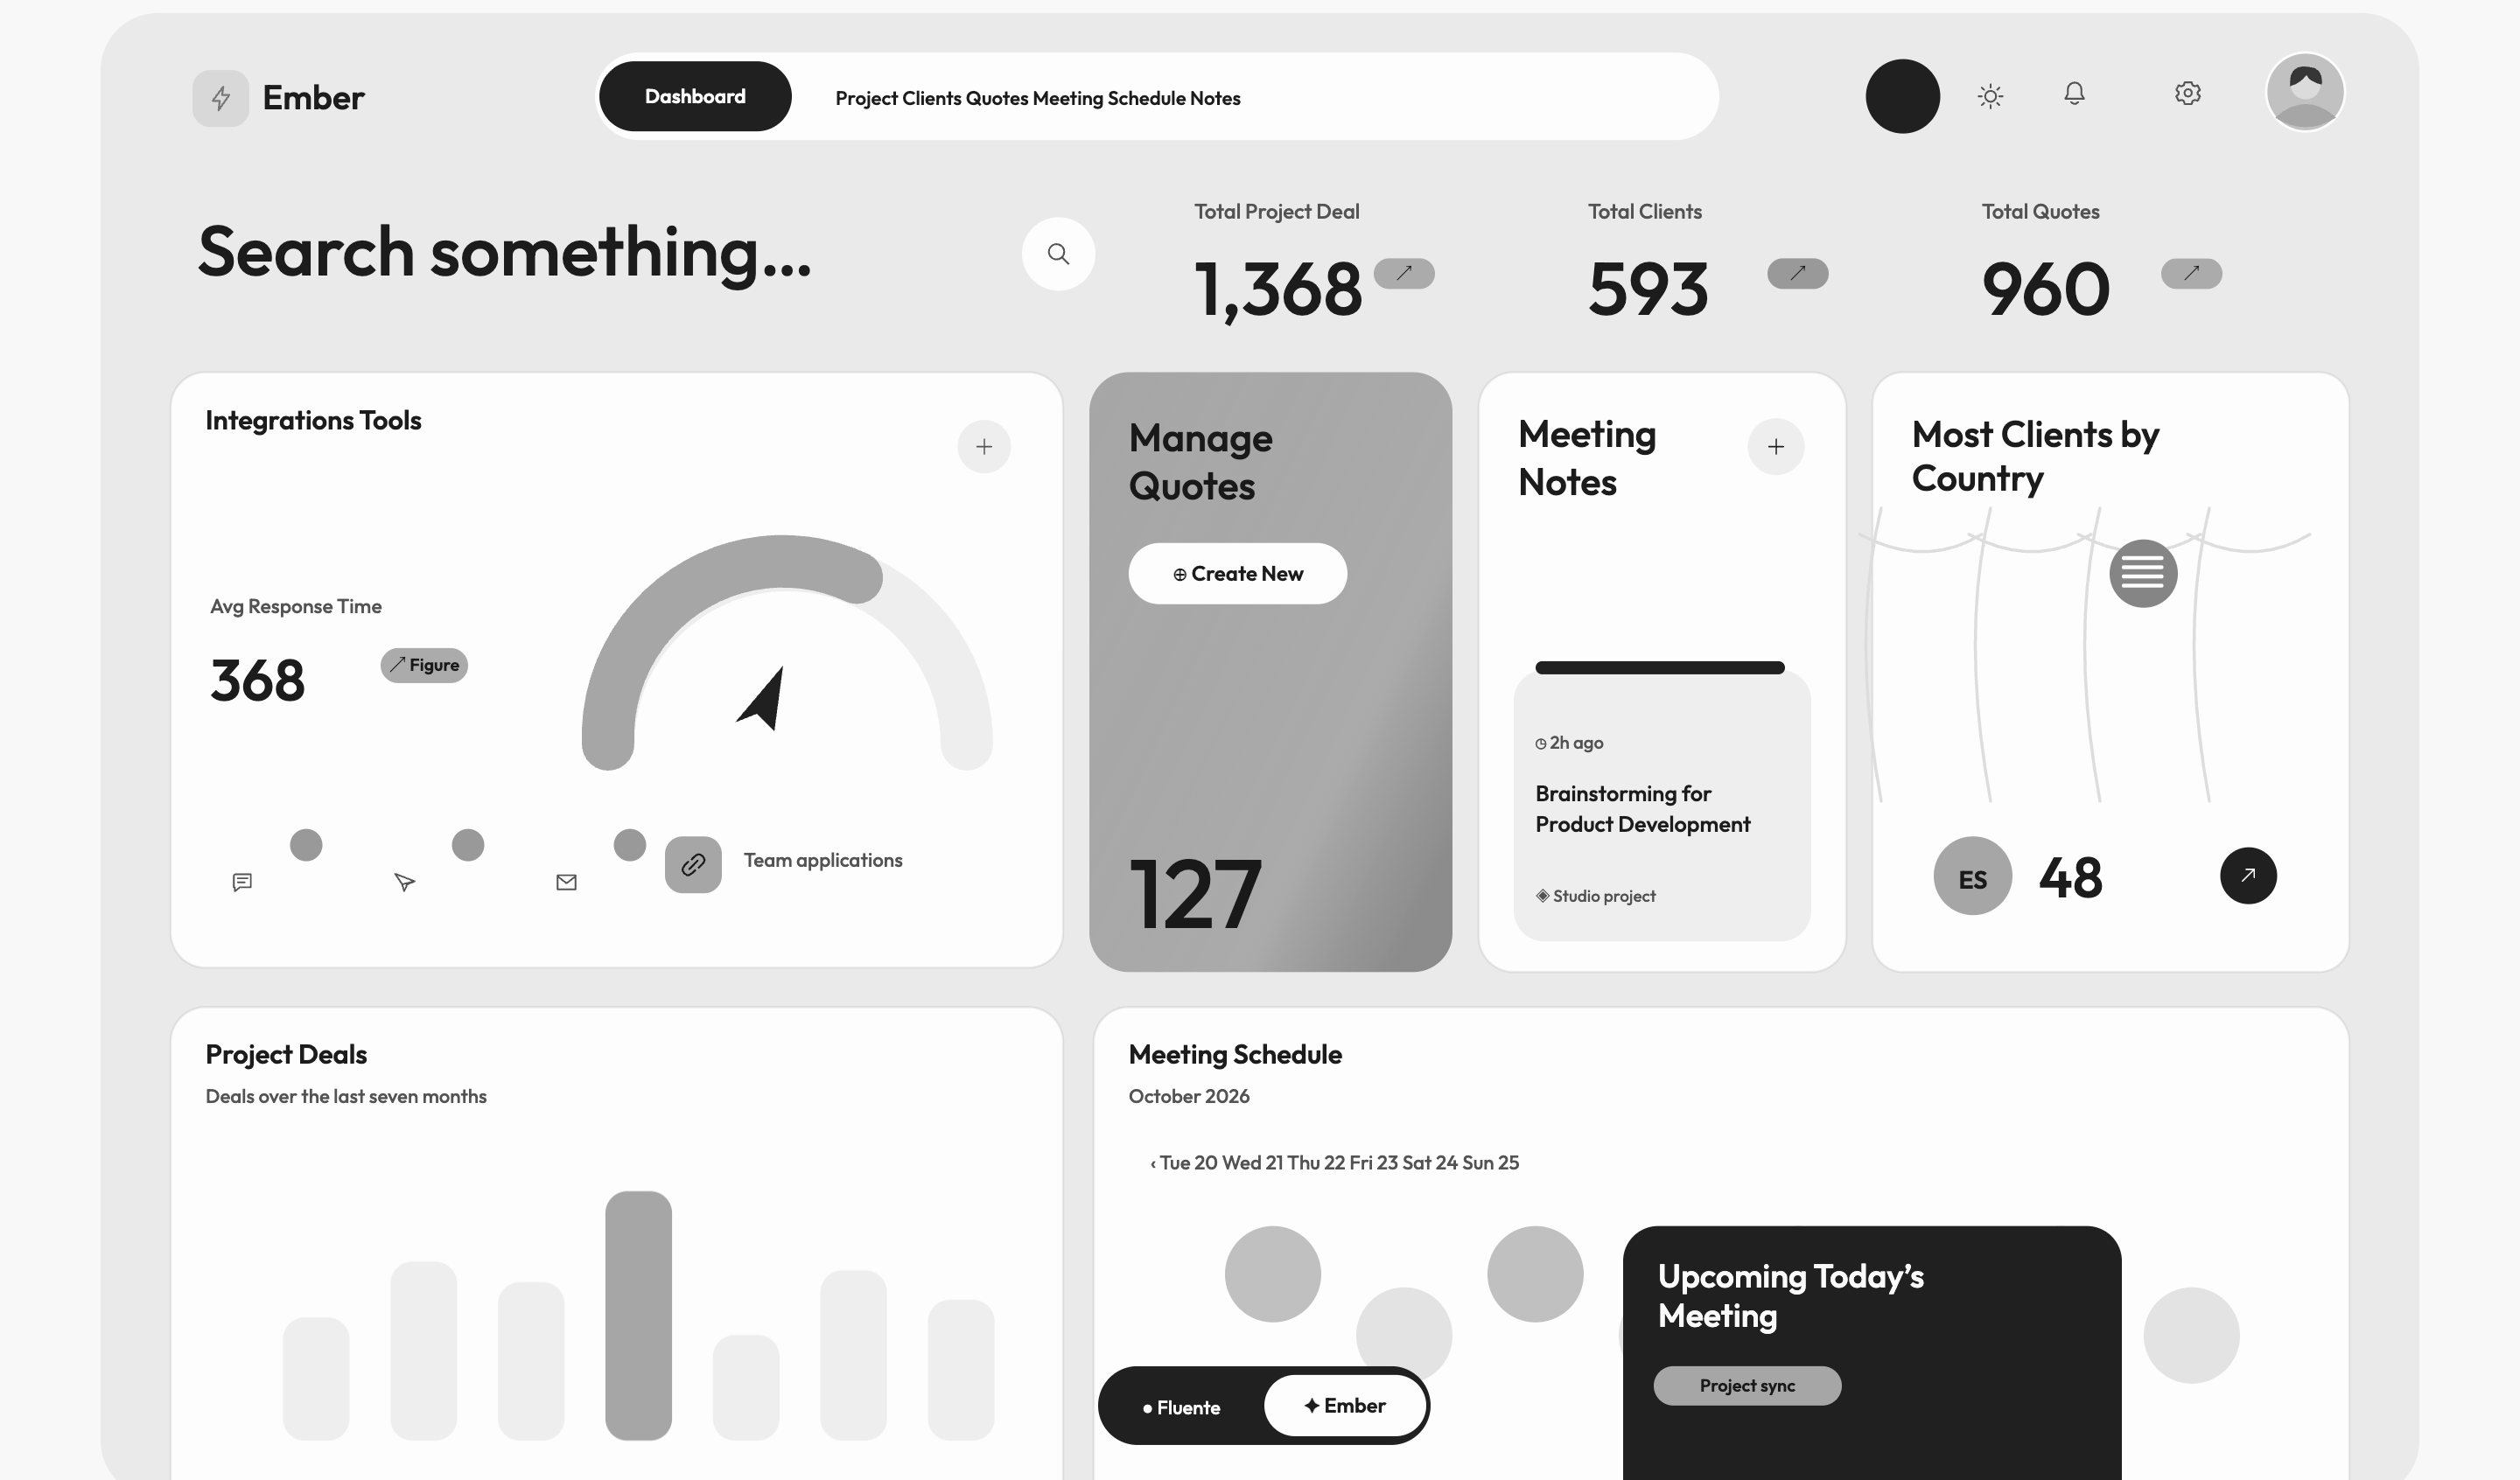 Ember
Dashboard
Project Clients Quotes Meeting Schedule Notes
Search something...
Total Project Deal
1,368
Total Clients
593
Total Quotes
960
Integrations Tools
Avg Response Time
368
Figure
Team applications
Manage
Quotes
Create New
127
Meeting
Notes
2h ago
Brainstorming for
Product Development
Studio project
Most Clients by
Country
ES
48
Project Deals
Deals over the last seven months
Meeting Schedule
October 2026
‹ Tue 20 Wed 21 Thu 22 Fri 23 Sat 24 Sun 25
Upcoming Today’s
Meeting
Project sync
Fluente
Ember